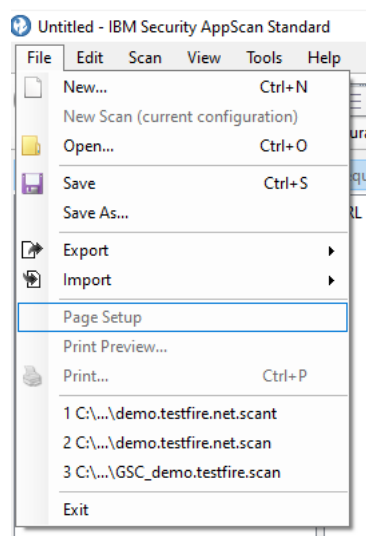 Untitled - IBM Security AppScan Standard
File Edit Scan View Tools Help
New... Ctrl+N
New Scan (current configuration)
Open... Ctrl+O
Save Ctrl+S
Save As...
Export
Import
Page Setup
Print Preview...
Print... Ctrl+P
1 C:\...\demo.testfire.net.scant
2 C:\...\demo.testfire.net.scan
3 C:\...\GSC_demo.testfire.scan
Exit